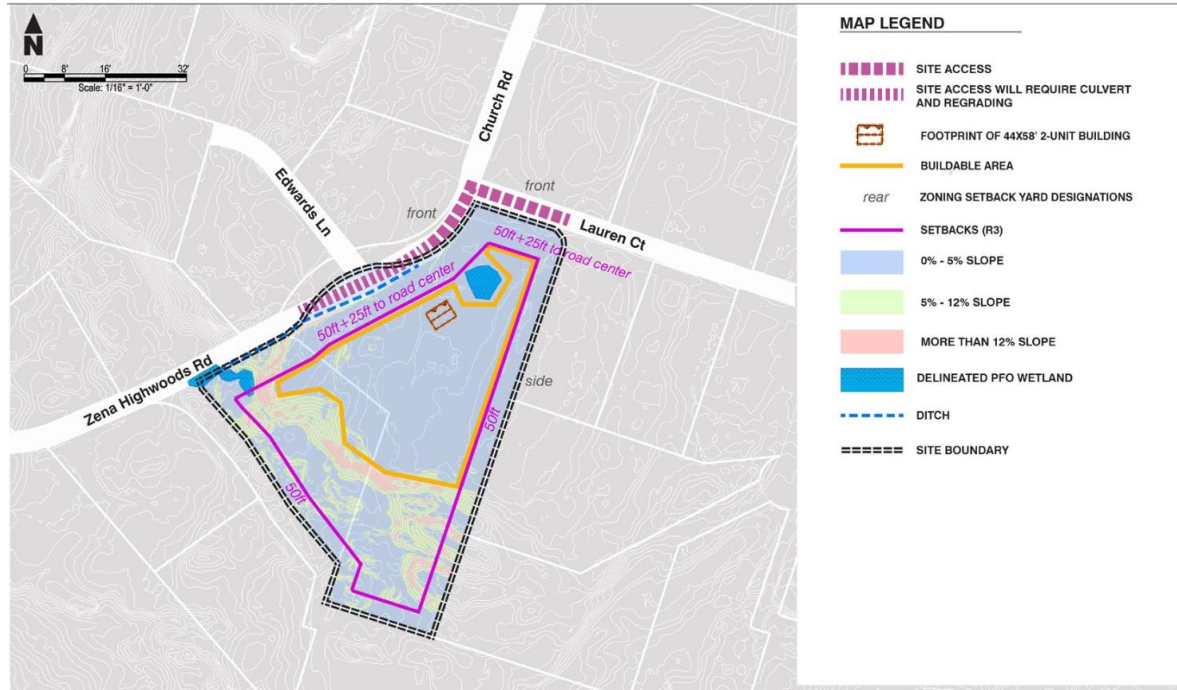 N
0 8' 16' 32'
Scale: 1/16" = 1'-0"
Church Rd
Edwards Ln
front
front
Lauren Ct
50ft+25ft to road center
50ft+25ft to road center
Zena Highwoods Rd
side
50ft
50ft
MAP LEGEND
SITE ACCESS
SITE ACCESS WILL REQUIRE CULVERT
AND REGRADING
FOOTPRINT OF 44X58' 2-UNIT BUILDING
BUILDABLE AREA
rear ZONING SETBACK YARD DESIGNATIONS
SETBACKS (R3)
0% - 5% SLOPE
5% - 12% SLOPE
MORE THAN 12% SLOPE
DELINEATED PFO WETLAND
DITCH
SITE BOUNDARY